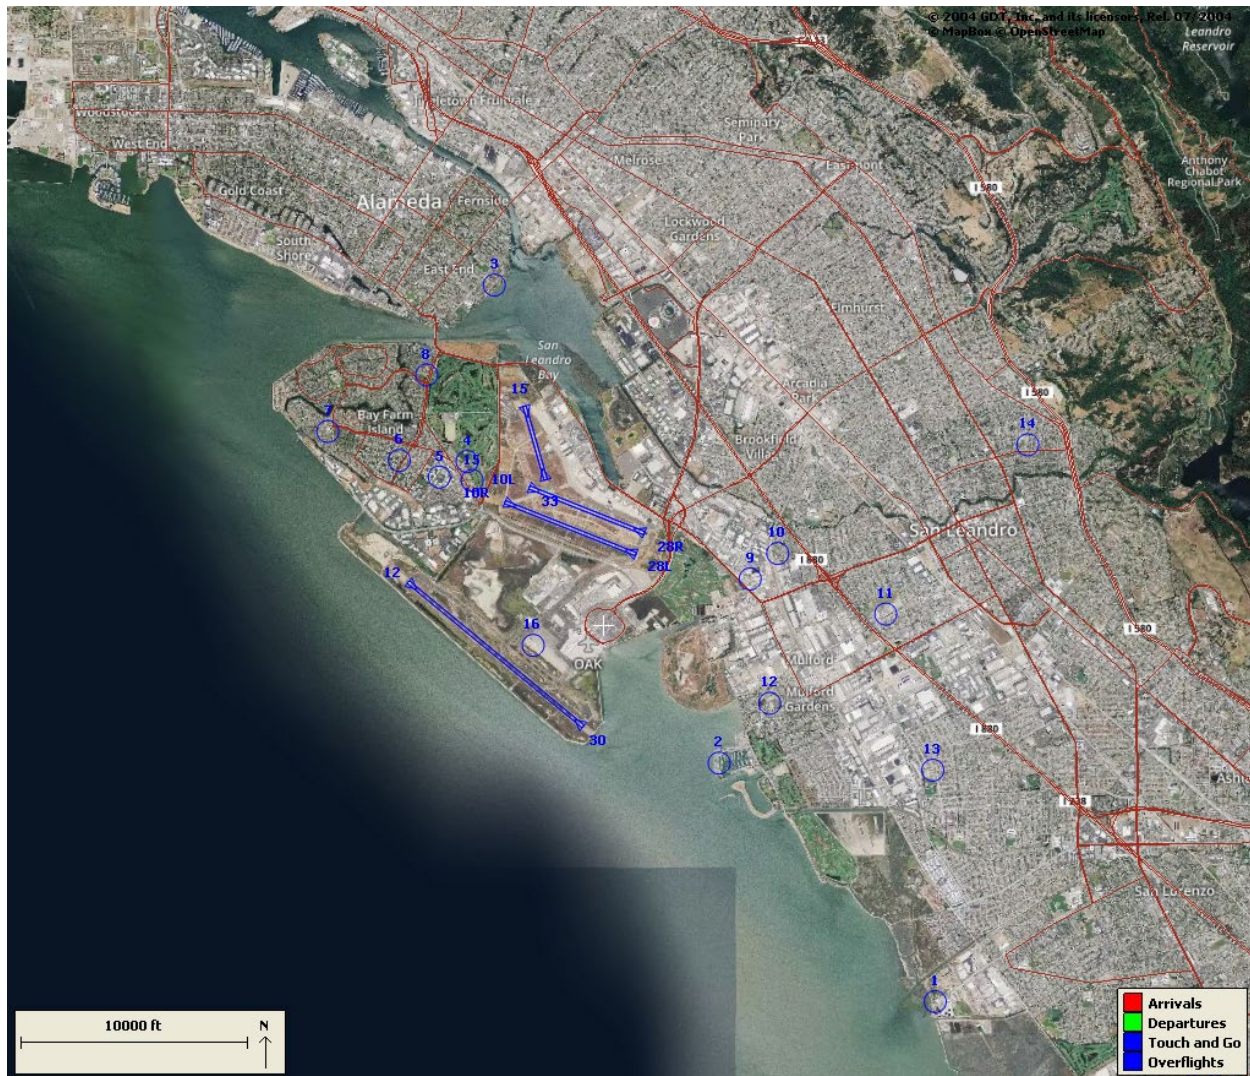 © 2004 GDT, Inc. and its licensors, Rel. 07/2004
© MapBox © OpenStreetMap
Leandro
Reservoir
Jingletown Fruitvale
Woodstock
West End
Seminary
Park
Melrose
Eastmont
Anthony
Chabot
Regional Park
I 580
Gold Coast
Alameda
Fernside
Lockwood
Gardens
South
Shore
East End
3
Elmhurst
San
Leandro
Bay
8
15
Arcadia
Park
I 580
7
Bay Farm
Island
14
Brookfield
Village
6
4
5
15
10L
10R
33
San Leandro
10
28R
9
I 880
28L
12
11
16
I 580
OAK
Mulford
12
Mulford
Gardens
30
2
I 880
13
I 238
San Lorenzo
1
10000 ft
N
Arrivals
Departures
Touch and Go
Overflights